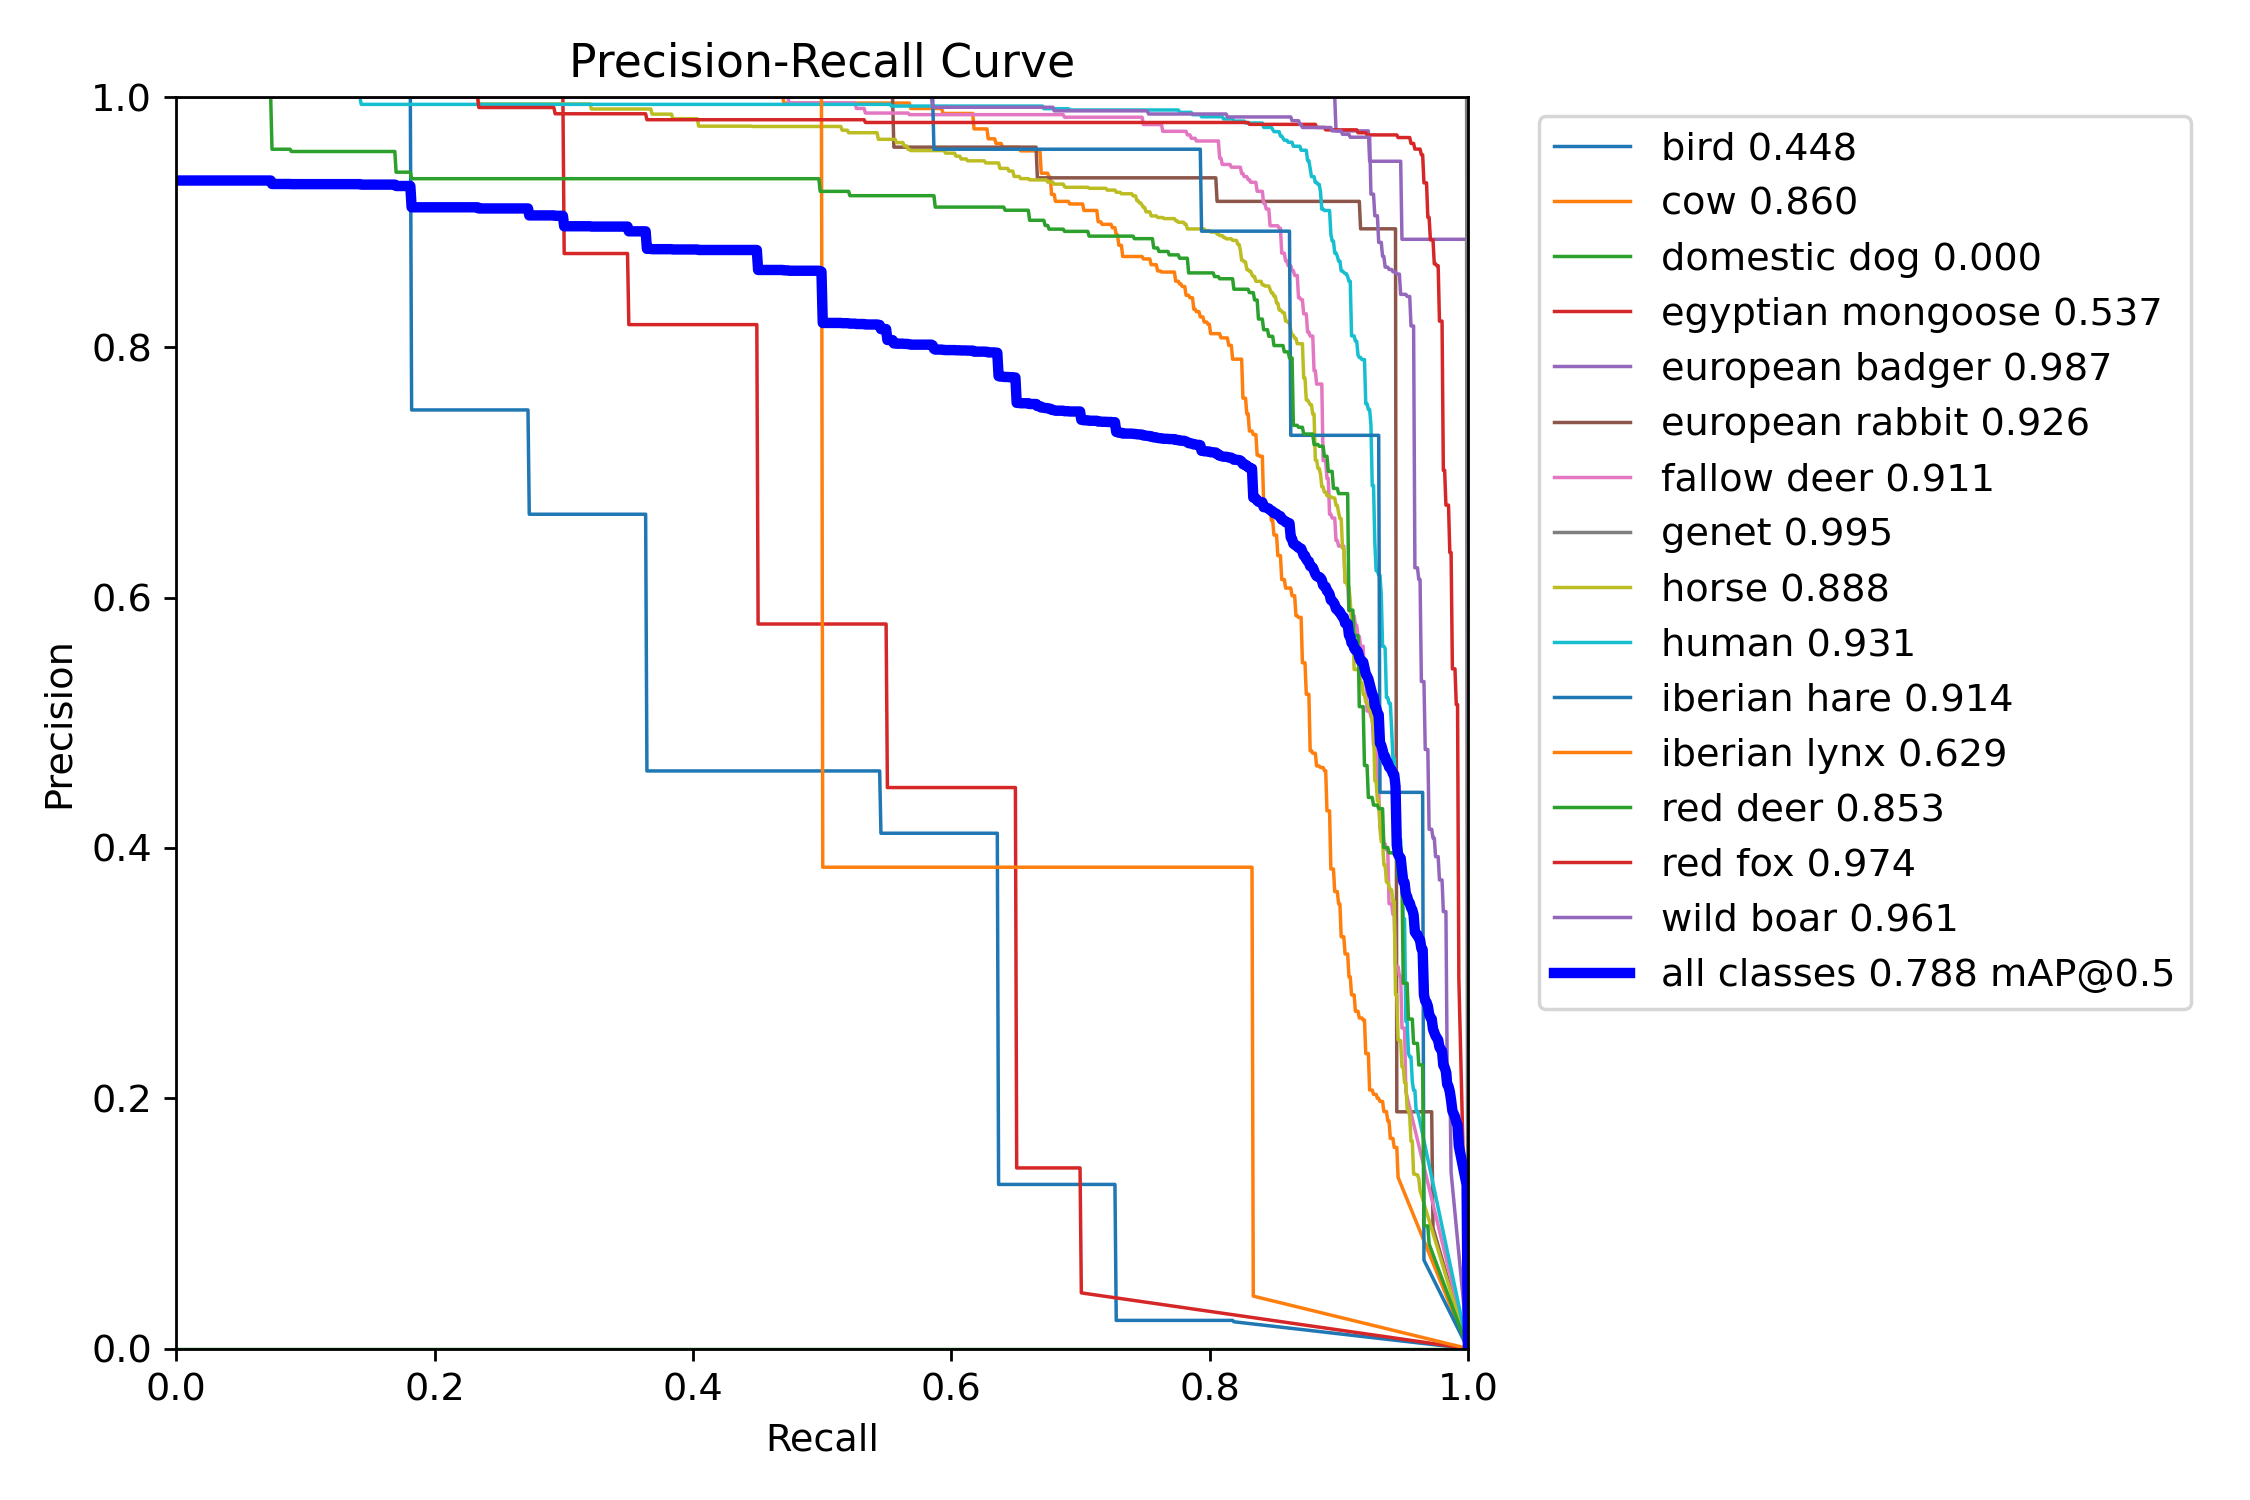 Precision-Recall Curve
1.0
0.8
0.6
0.4
0.2
0.0
Precision
0.0 0.2 0.4 0.6 0.8 1.0
Recall
bird 0.448
cow 0.860
domestic dog 0.000
egyptian mongoose 0.537
european badger 0.987
european rabbit 0.926
fallow deer 0.911
genet 0.995
horse 0.888
human 0.931
iberian hare 0.914
iberian lynx 0.629
red deer 0.853
red fox 0.974
wild boar 0.961
all classes 0.788 mAP@0.5